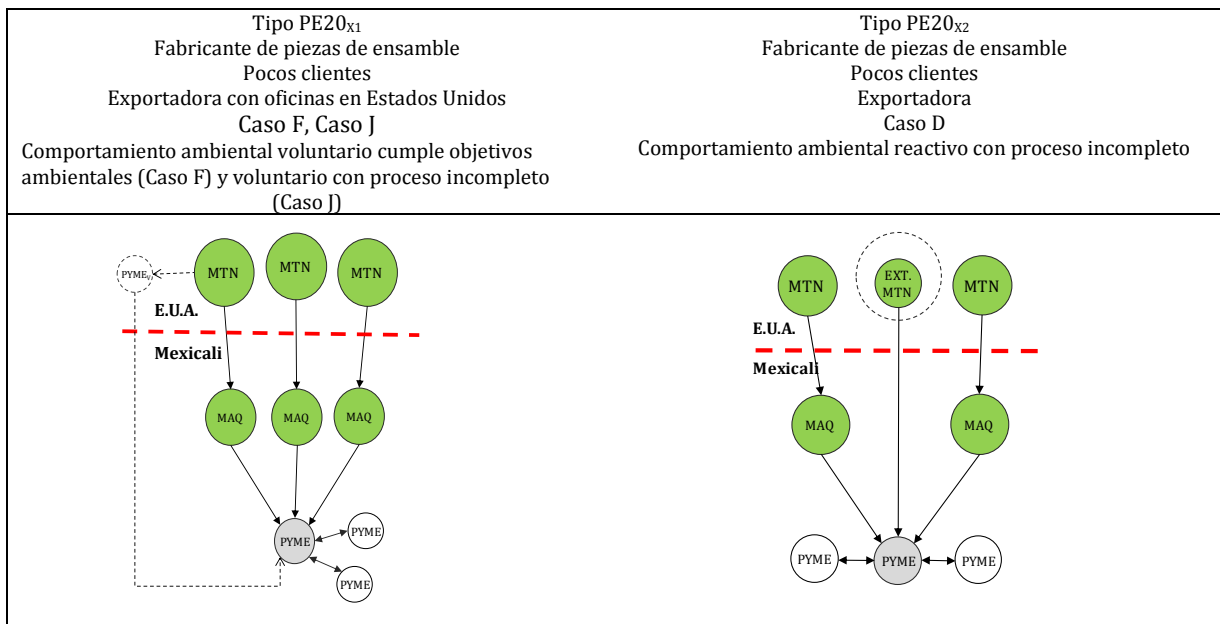 Tipo PE20X1
Fabricante de piezas de ensamble
Pocos clientes
Exportadora con oficinas en Estados Unidos
Caso F, Caso J
Comportamiento ambiental voluntario cumple objetivos
ambientales (Caso F) y voluntario con proceso incompleto
(Caso J)
Tipo PE20X2
Fabricante de piezas de ensamble
Pocos clientes
Exportadora
Caso D
Comportamiento ambiental reactivo con proceso incompleto
PYME
MTN
MTN
MTN
E.U.A.
Mexicali
MAQ
MAQ
MAQ
PYME
PYME
PYME
MTN
EXT.
MTN
MTN
E.U.A.
Mexicali
MAQ
MAQ
PYME
PYME
PYME